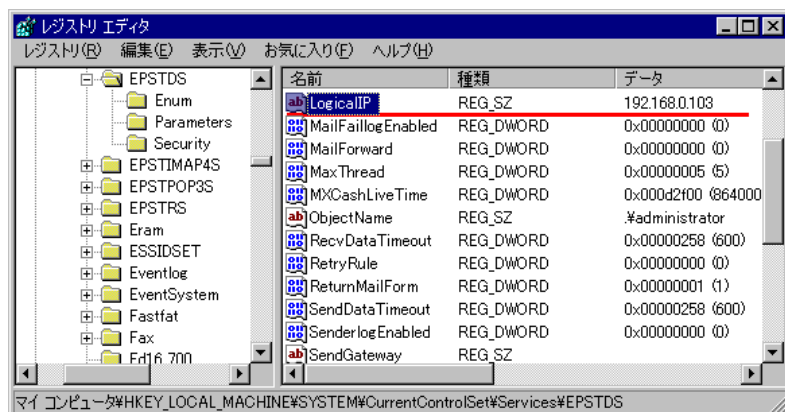 レジストリ エディタ
レジストリ(R) 編集(E) 表示(V) お気に入り(F) ヘルプ(H)
EPSTDS
Enum
Parameters
Security
EPSTIMAP4S
EPSTPOP3S
EPSTRS
Eram
ESSIDSET
Eventlog
EventSystem
Fastfat
Fax
Fd16_700
名前 種類 データ
LogicalIP REG_SZ 192.168.0.103
MailFaillogEnabled REG_DWORD 0x00000000 (0)
MailForward REG_DWORD 0x00000000 (0)
MaxThread REG_DWORD 0x00000005 (5)
MXCashLiveTime REG_DWORD 0x000d2f00 (864000
ObjectName REG_SZ .¥administrator
RecvDataTimeout REG_DWORD 0x00000258 (600)
RetryRule REG_DWORD 0x00000000 (0)
ReturnMailForm REG_DWORD 0x00000001 (1)
SendDataTimeout REG_DWORD 0x00000258 (600)
SenderlogEnabled REG_DWORD 0x00000000 (0)
SendGateway REG_SZ
マイ コンピュータ¥HKEY_LOCAL_MACHINE¥SYSTEM¥CurrentControlSet¥Services¥EPSTDS